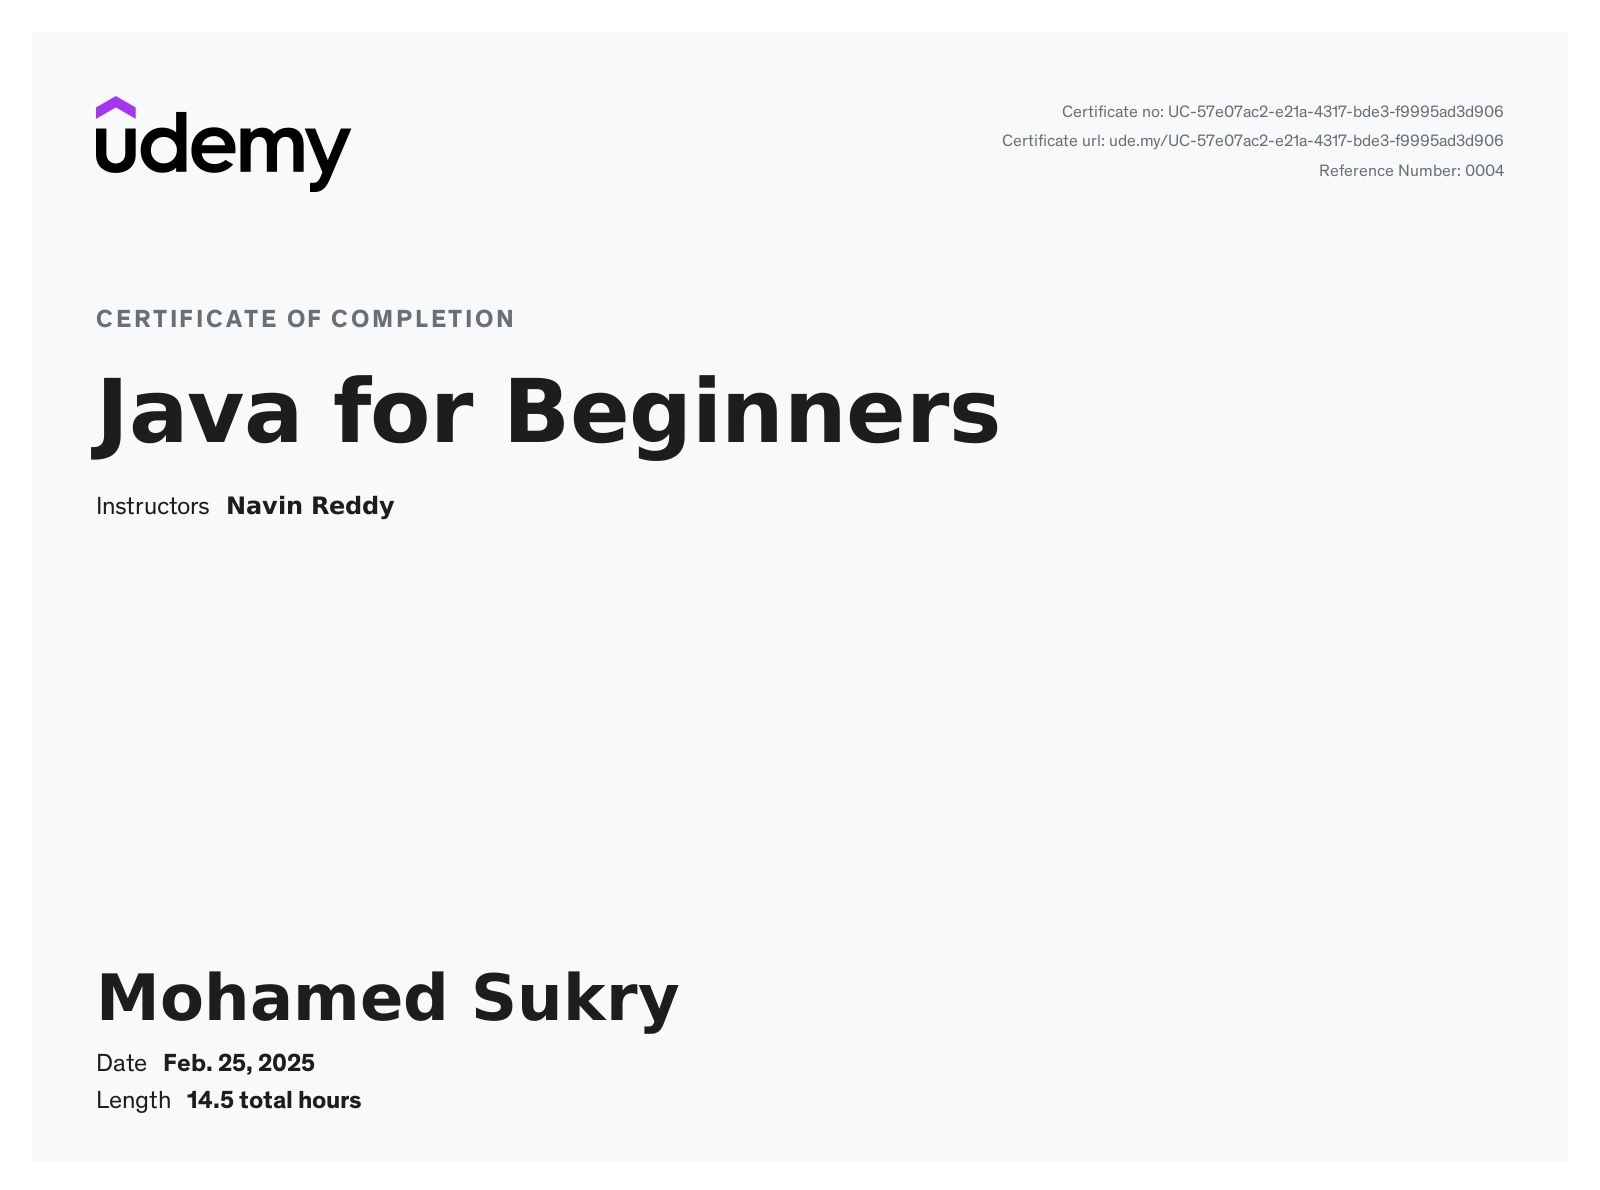 udemy
Certificate no: UC-57e07ac2-e21a-4317-bde3-f9995ad3d906
Certificate url: ude.my/UC-57e07ac2-e21a-4317-bde3-f9995ad3d906
Reference Number: 0004
CERTIFICATE OF COMPLETION
Java for Beginners
Instructors Navin Reddy
Mohamed Sukry
Date Feb. 25, 2025
Length 14.5 total hours